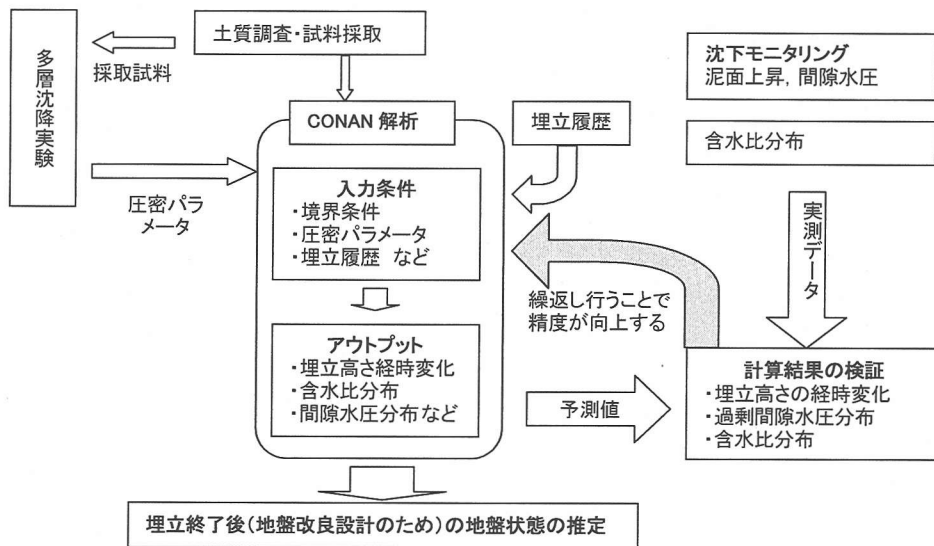 土質調査・試料採取
採取試料
多層沈降実験
圧密パラ
メータ
CONAN 解析
埋立履歴
入力条件
・境界条件
・圧密パラメータ
・埋立履歴 など
アウトプット
・埋立高さ経時変化
・含水比分布
・間隙水圧分布など
沈下モニタリング
泥面上昇, 間隙水圧
含水比分布
実測データ
繰返し行うことで
精度が向上する
予測値
計算結果の検証
・埋立高さの経時変化
・過剰間隙水圧分布
・含水比分布
埋立終了後(地盤改良設計のため)の地盤状態の推定